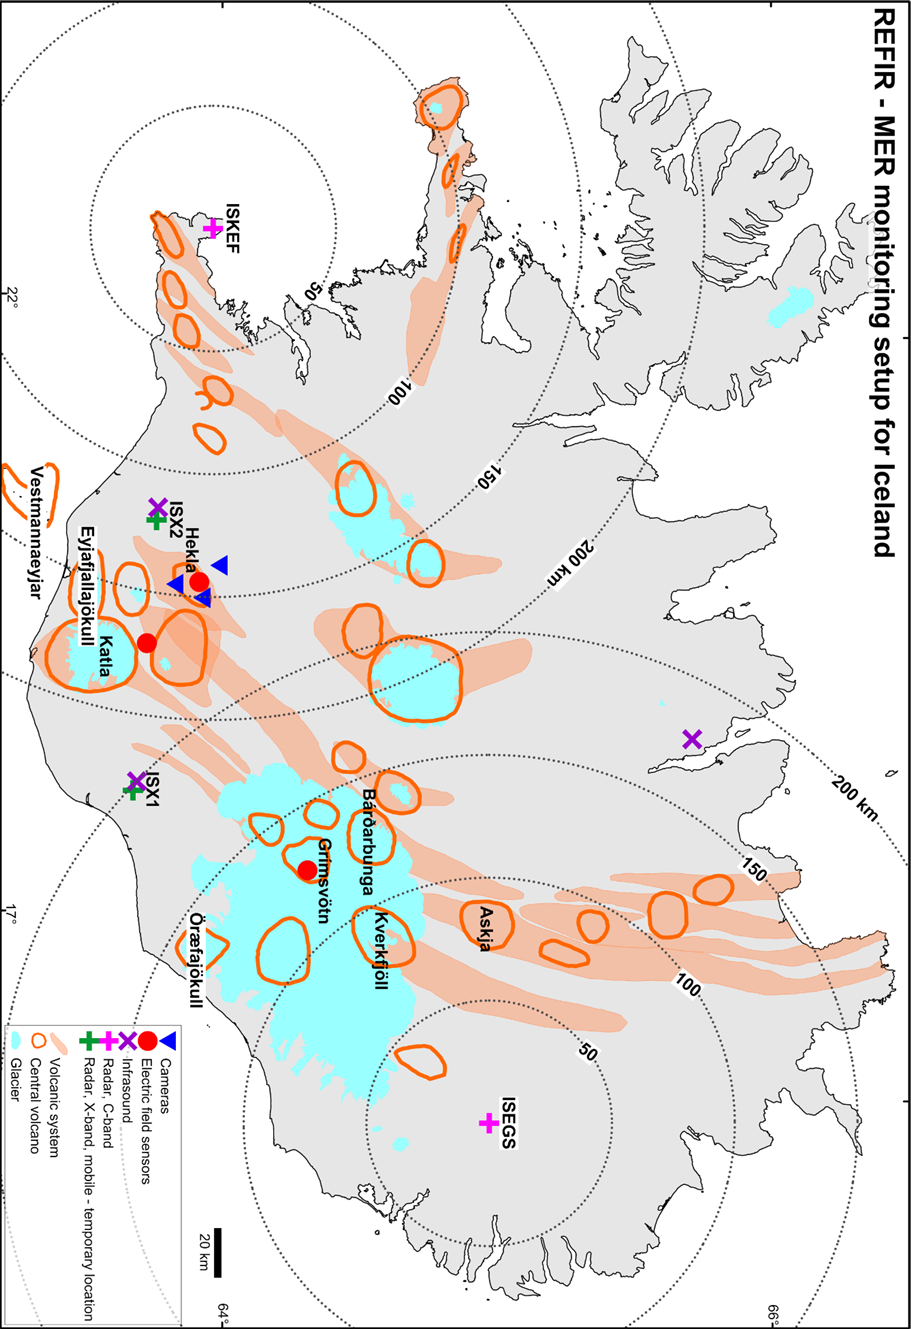 REFIR - MER monitoring setup for Iceland
ISKEF
50
100
150
200 km
200 km
150
100
50
ISEGS
ISX2
Hekla
Vestmannaeyjar
Eyjafjallajökull
Katla
ISX1
Bárðarbunga
Grímsvötn
Kverkfjöll
Askja
Öræfajökull
22°
17°
64°
66°
20 km
Cameras
Electric field sensors
Infrasound
Radar, C-band
Radar, X-band, mobile - temporary location
Volcanic system
Central volcano
Glacier